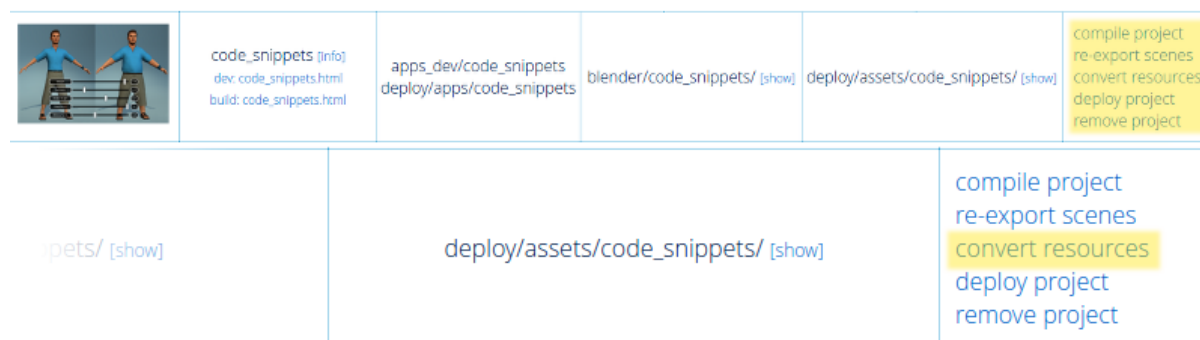 code_snippets [info]
dev: code_snippets.html
build: code_snippets.html
apps_dev/code_snippets
deploy/apps/code_snippets
blender/code_snippets/ [show]
deploy/assets/code_snippets/ [show]
compile project
re-export scenes
convert resources
deploy project
remove project
pets/ [show]
deploy/assets/code_snippets/ [show]
compile project
re-export scenes
convert resources
deploy project
remove project